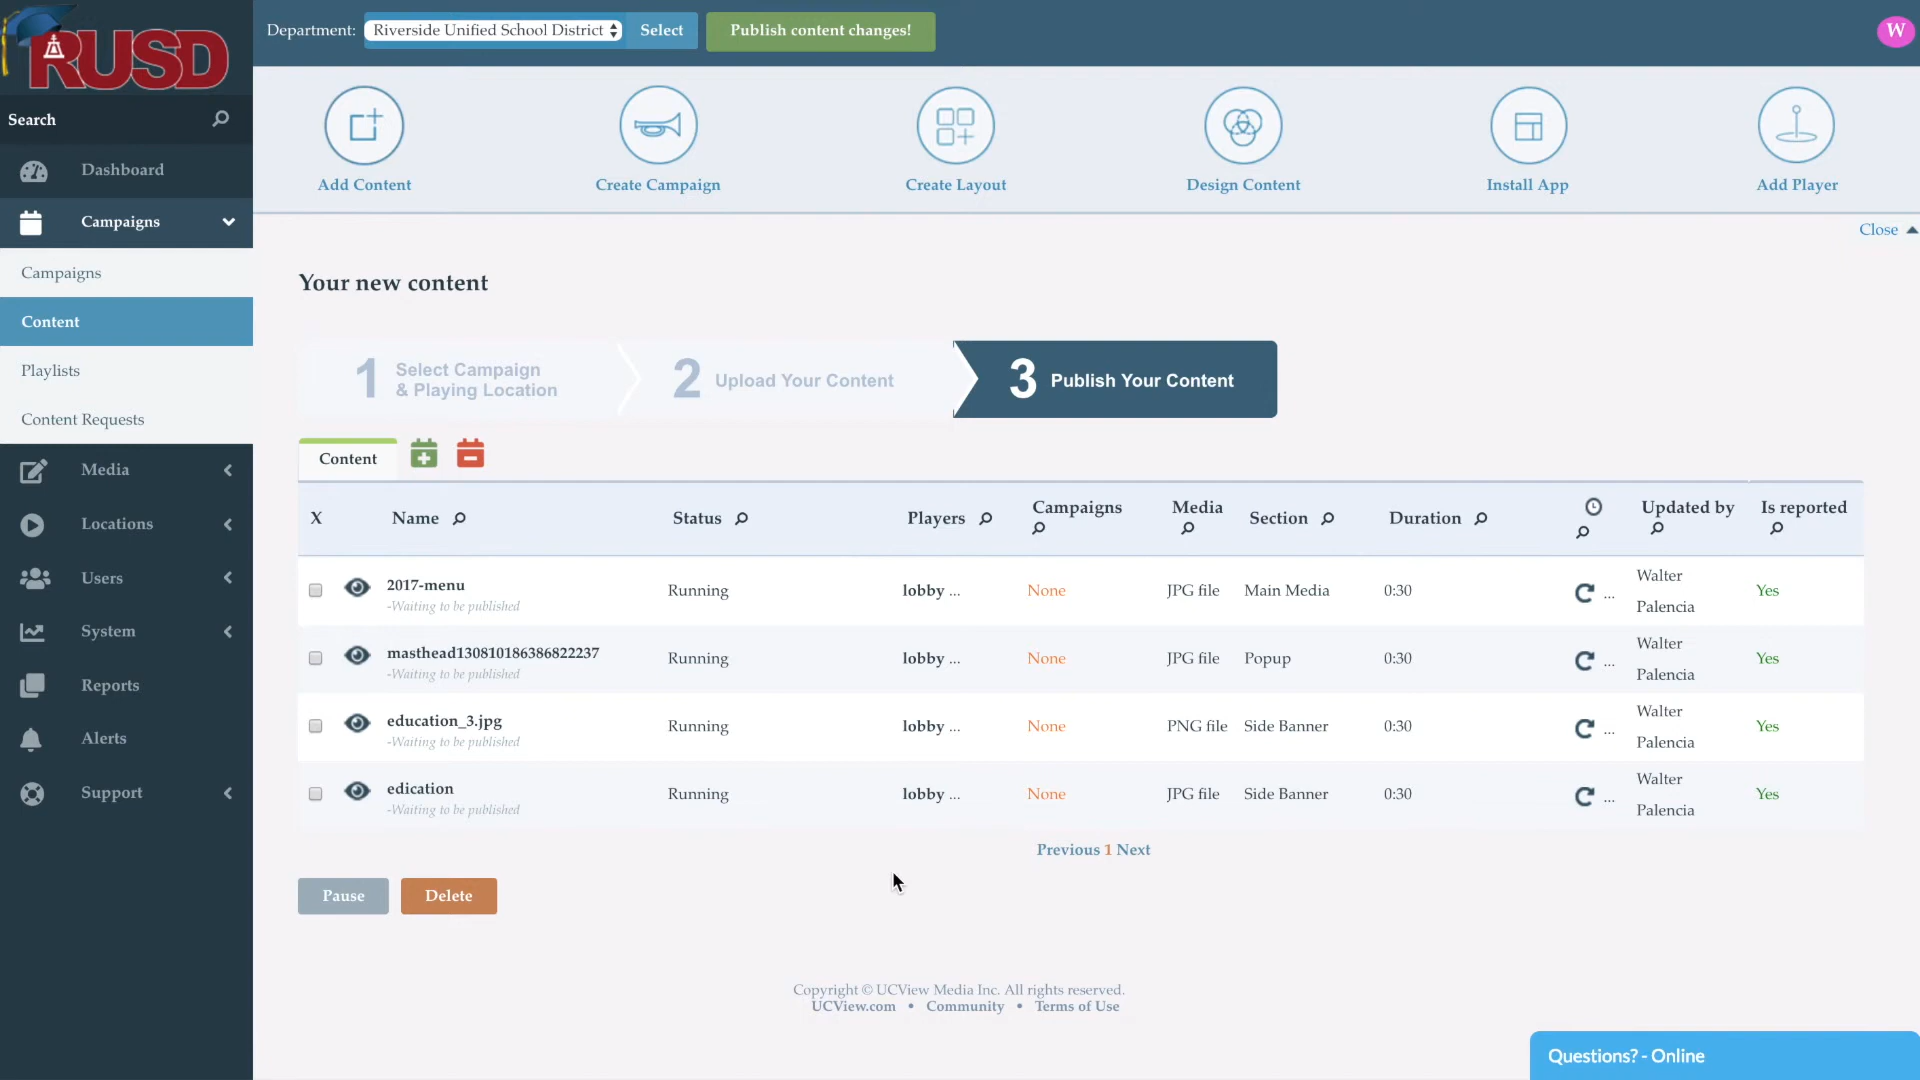 RUSD
Department: Riverside Unified School District Select Publish content changes! W
Search
Dashboard
Campaigns
Campaigns
Content
Playlists
Content Requests
Media
Locations
Users
System
Reports
Alerts
Support
Add Content Create Campaign Create Layout Design Content Install App Add Player
Close
Your new content
1 Select Campaign
& Playing Location
2 Upload Your Content
3 Publish Your Content
Content
X Name Status Players Campaigns Media Section Duration Updated by Is reported
2017-menu Running lobby ... None JPG file Main Media 0:30 ... Walter Palencia Yes
-Waiting to be published
masthead130810186386822237 Running lobby ... None JPG file Popup 0:30 ... Walter Palencia Yes
-Waiting to be published
education_3.jpg Running lobby ... None PNG file Side Banner 0:30 ... Walter Palencia Yes
-Waiting to be published
edication Running lobby ... None JPG file Side Banner 0:30 ... Walter Palencia Yes
-Waiting to be published
Previous 1 Next
Pause Delete
Copyright © UCView Media Inc. All rights reserved.
UCView.com • Community • Terms of Use
Questions? - Online